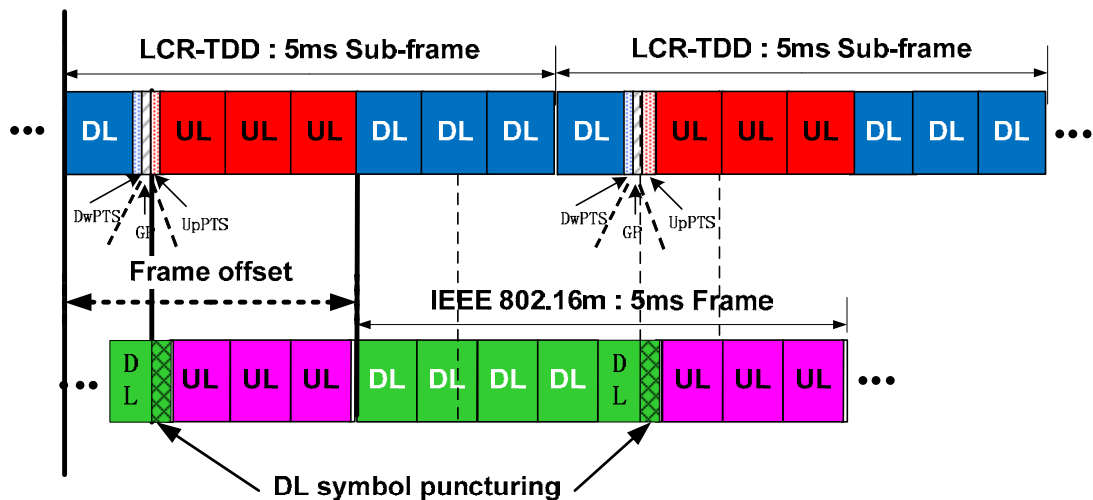 LCR-TDD : 5ms Sub-frame LCR-TDD : 5ms Sub-frame
••• DL UL UL UL DL DL DL DL UL UL UL DL DL DL •••
DwPTS GP UpPTS DwPTS GP UpPTS
Frame offset
IEEE 802.16m : 5ms Frame
••• DL UL UL UL DL DL DL DL DL UL UL UL •••
DL symbol puncturing